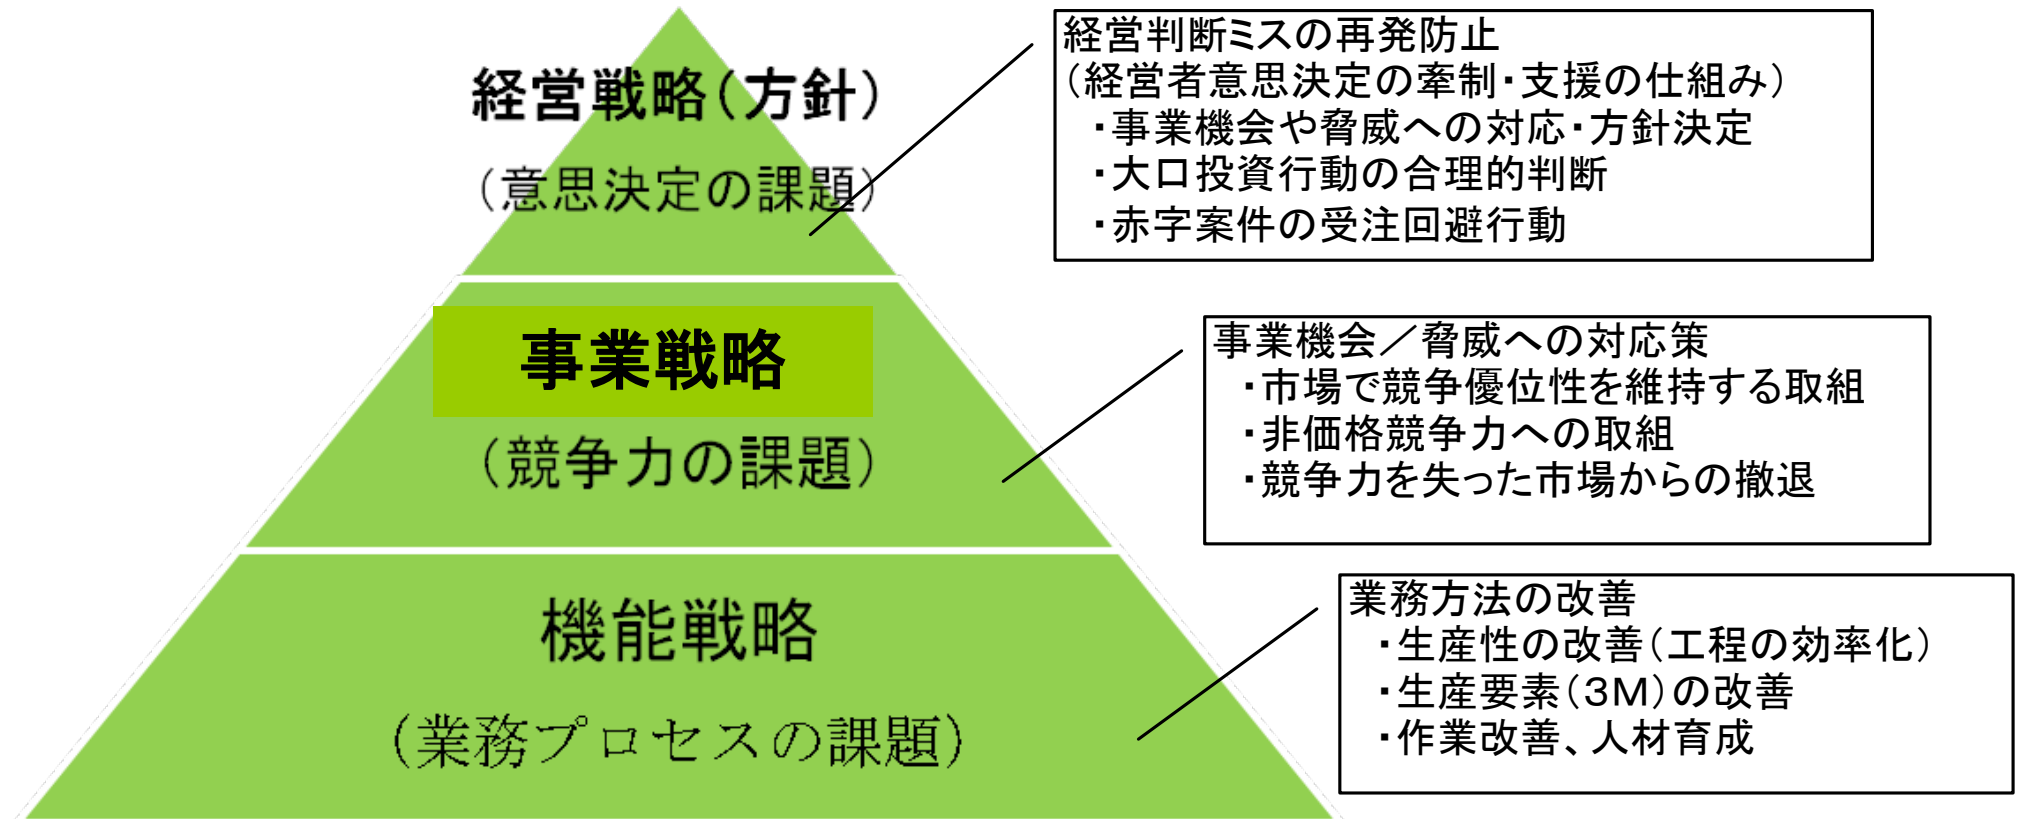 経営戦略(方針)
(意思決定の課題)
経営判断ミスの再発防止
(経営者意思決定の牽制・支援の仕組み)
・事業機会や脅威への対応・方針決定
・大口投資行動の合理的判断
・赤字案件の受注回避行動
事業戦略
(競争力の課題)
事業機会／脅威への対応策
・市場で競争優位性を維持する取組
・非価格競争力への取組
・競争力を失った市場からの撤退
機能戦略
(業務プロセスの課題)
業務方法の改善
・生産性の改善(工程の効率化)
・生産要素(3M)の改善
・作業改善、人材育成